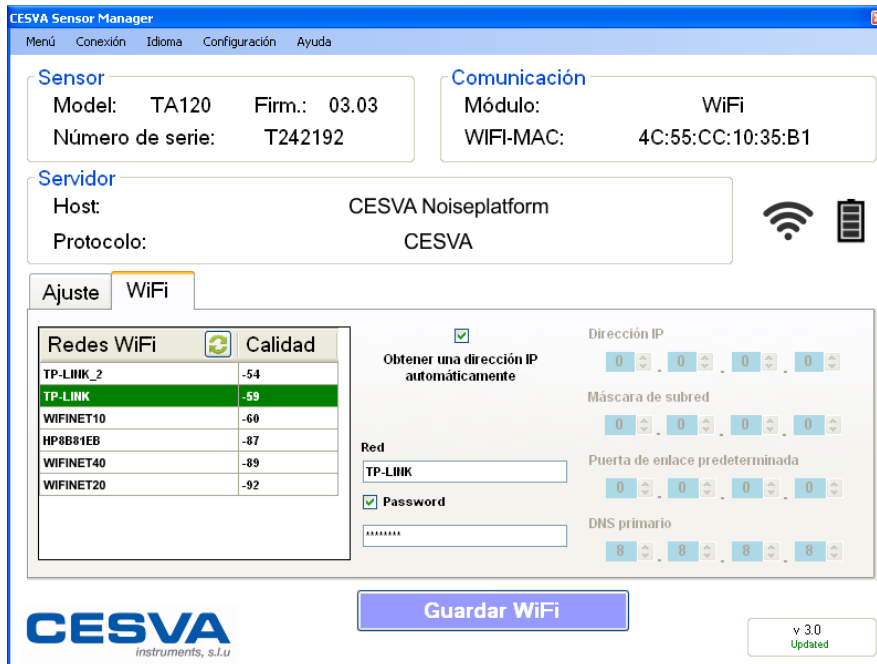 CESVA Sensor Manager
Menú Conexión Idioma Configuración Ayuda
Sensor
Model: TA120 Firm.: 03.03
Número de serie: T242192
Comunicación
Módulo: WiFi
WIFI-MAC: 4C:55:CC:10:35:B1
Servidor
Host: CESVA Noiseplatform
Protocolo: CESVA
Ajuste WiFi
Redes WiFi Calidad
TP-LINK_2 -54
TP-LINK -59
WIFINET10 -60
HP8B81EB -87
WIFINET40 -89
WIFINET20 -92
Obtener una dirección IP
automáticamente
Red
TP-LINK
Password
********
Dirección IP
0 . 0 . 0 . 0
Máscara de subred
0 . 0 . 0 . 0
Puerta de enlace predeterminada
0 . 0 . 0 . 0
DNS primario
8 . 8 . 8 . 8
Guardar WiFi
CESVA
instruments, s.l.u
v 3.0
Updated